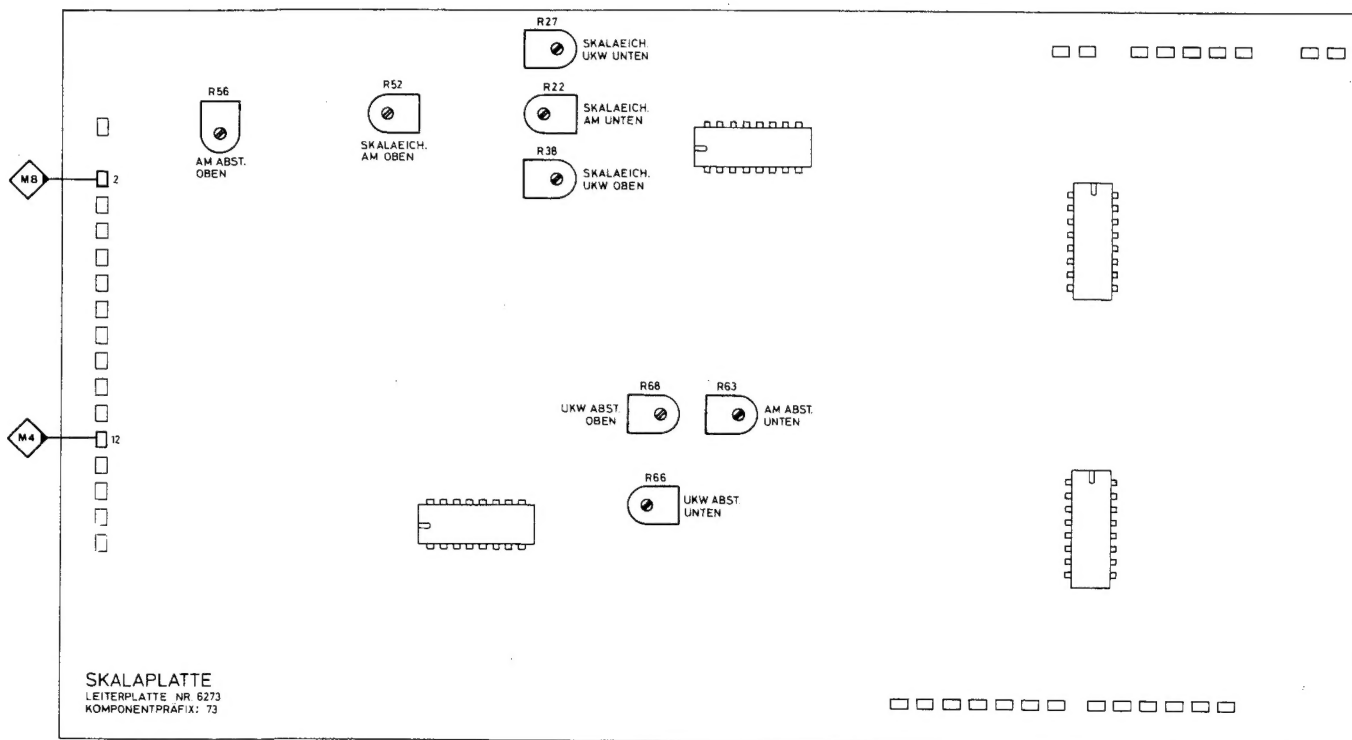 R27
SKALAEICH.
UKW UNTEN
R56
R52
R22
SKALAEICH.
AM UNTEN
AM ABST.
OBEN
SKALAEICH.
AM OBEN
R38
SKALAEICH.
UKW OBEN
M8
2
R68
R63
UKW ABST.
OBEN
AM ABST.
UNTEN
M4
12
R66
UKW ABST.
UNTEN
SKALAPLATTE
LEITERPLATTE NR. 6273
KOMPONENTPRÄFIX: 73